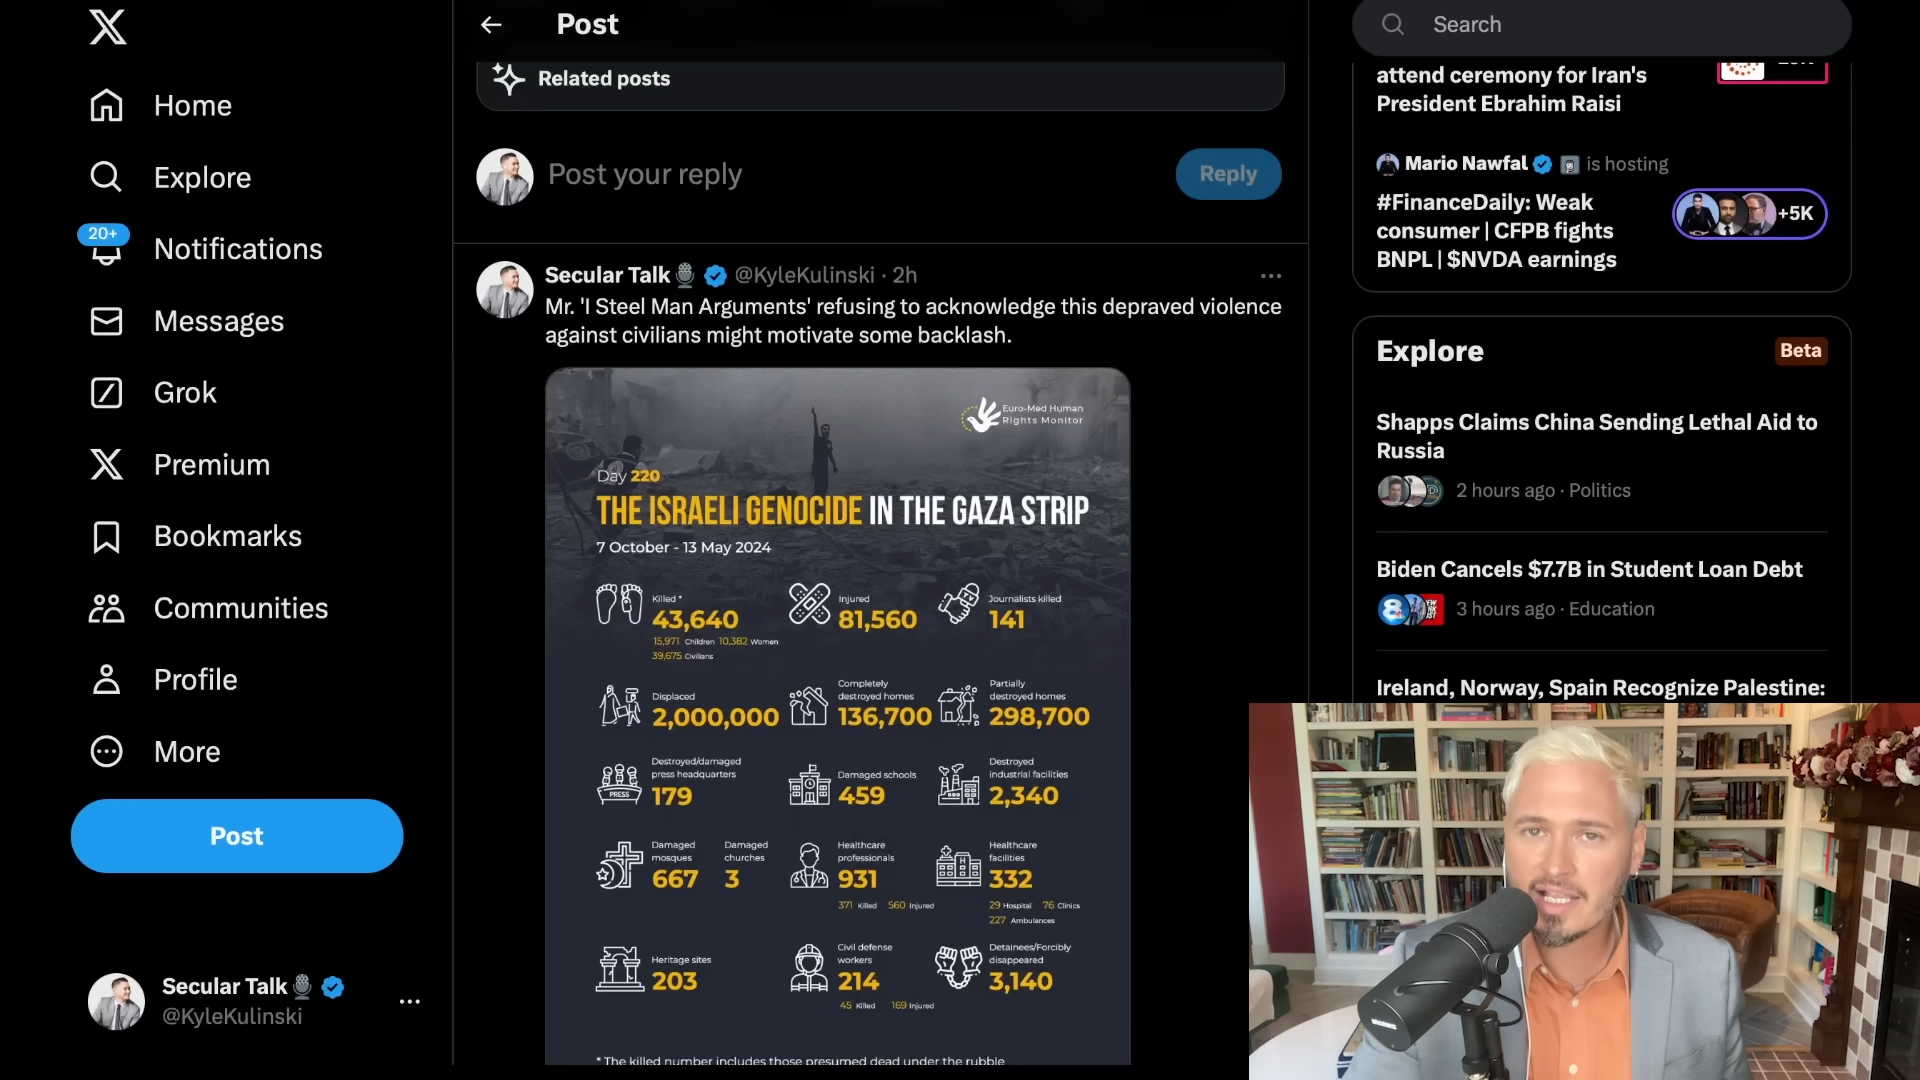 Home
Explore
20+
Notifications
Messages
Grok
Premium
Bookmarks
Communities
Profile
More
Post
Secular Talk
@KyleKulinski
Post
Related posts
Post your reply
Reply
Secular Talk @KyleKulinski · 2h
Mr. 'I Steel Man Arguments' refusing to acknowledge this depraved violence
against civilians might motivate some backlash.
Euro-Med Human
Rights Monitor
Day 220
THE ISRAELI GENOCIDE IN THE GAZA STRIP
7 October - 13 May 2024
Killed *
43,640
15,971 Children 10,382 Women
39,675 Civilians
Injured
81,560
Journalists killed
141
Displaced
2,000,000
Completely
destroyed homes
136,700
Partially
destroyed homes
298,700
PRESS
Destroyed/damaged
press headquarters
179
Damaged schools
459
Destroyed
industrial facilities
2,340
Damaged
mosques
667
Damaged
churches
3
Healthcare
professionals
931
371 Killed 560 Injured
Healthcare
facilities
332
29 Hospital 76 Clinics
227 Ambulances
Heritage sites
203
Civil defense
workers
214
45 Killed 169 Injured
Detainees/Forcibly
disappeared
3,140
* The killed number includes those presumed dead under the rubble
Search
attend ceremony for Iran's
President Ebrahim Raisi
Mario Nawfal is hosting
#FinanceDaily: Weak
consumer | CFPB fights
BNPL | $NVDA earnings
+5K
Explore
Beta
Shapps Claims China Sending Lethal Aid to
Russia
2 hours ago · Politics
Biden Cancels $7.7B in Student Loan Debt
3 hours ago · Education
Ireland, Norway, Spain Recognize Palestine: